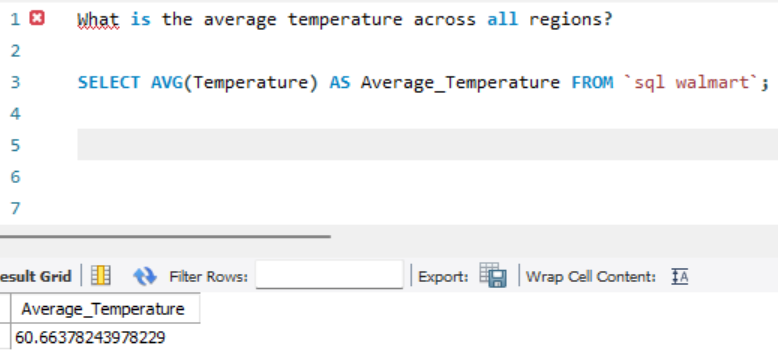 1 What is the average temperature across all regions?
2
3 SELECT AVG(Temperature) AS Average_Temperature FROM `sql walmart`;
4
5
6
7
esult Grid Filter Rows: Export: Wrap Cell Content: IA
Average_Temperature
60.66378243978229